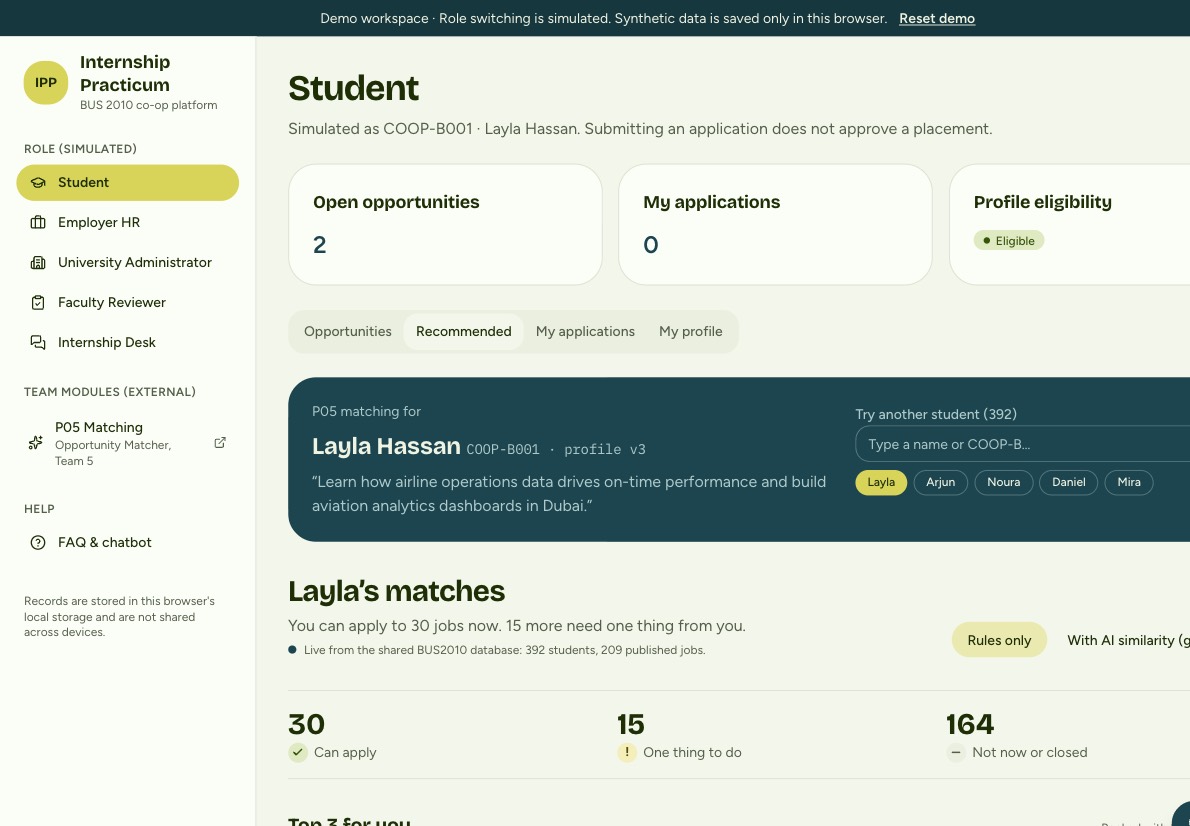 Demo workspace · Role switching is simulated. Synthetic data is saved only in this browser. Reset demo
IPP
Internship
Practicum
BUS 2010 co-op platform
ROLE (SIMULATED)
Student
Employer HR
University Administrator
Faculty Reviewer
Internship Desk
TEAM MODULES (EXTERNAL)
P05 Matching
Opportunity Matcher,
Team 5
HELP
FAQ & chatbot
Records are stored in this browser's
local storage and are not shared
across devices.
Student
Simulated as COOP-B001 · Layla Hassan. Submitting an application does not approve a placement.
Open opportunities
2
My applications
0
Profile eligibility
Eligible
Opportunities Recommended My applications My profile
P05 matching for
Layla Hassan COOP-B001 · profile v3
“Learn how airline operations data drives on-time performance and build
aviation analytics dashboards in Dubai.”
Try another student (392)
Type a name or COOP-B...
Layla Arjun Noura Daniel Mira
Layla’s matches
You can apply to 30 jobs now. 15 more need one thing from you.
Live from the shared BUS2010 database: 392 students, 209 published jobs.
Rules only With AI similarity (g
30
Can apply
15
! One thing to do
164
Not now or closed
Top 3 for you